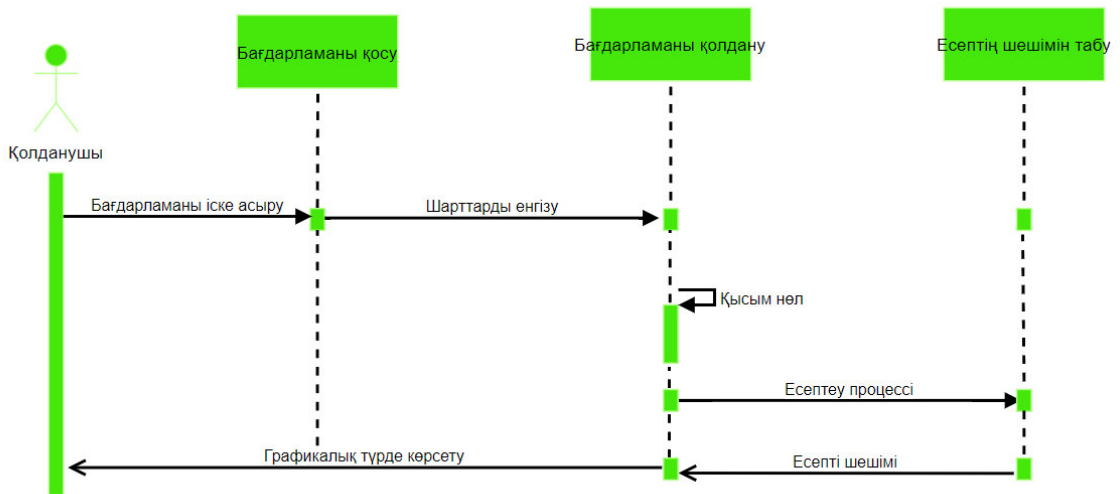 Бағдарламаны қосу
Бағдарламаны қолдану
Есептің шешімін табу
Қолданушы
Бағдарламаны іске асыру
Шарттарды енгізу
Қысым нөл
Есептеу процессі
Графикалық түрде көрсету
Есепті шешімі